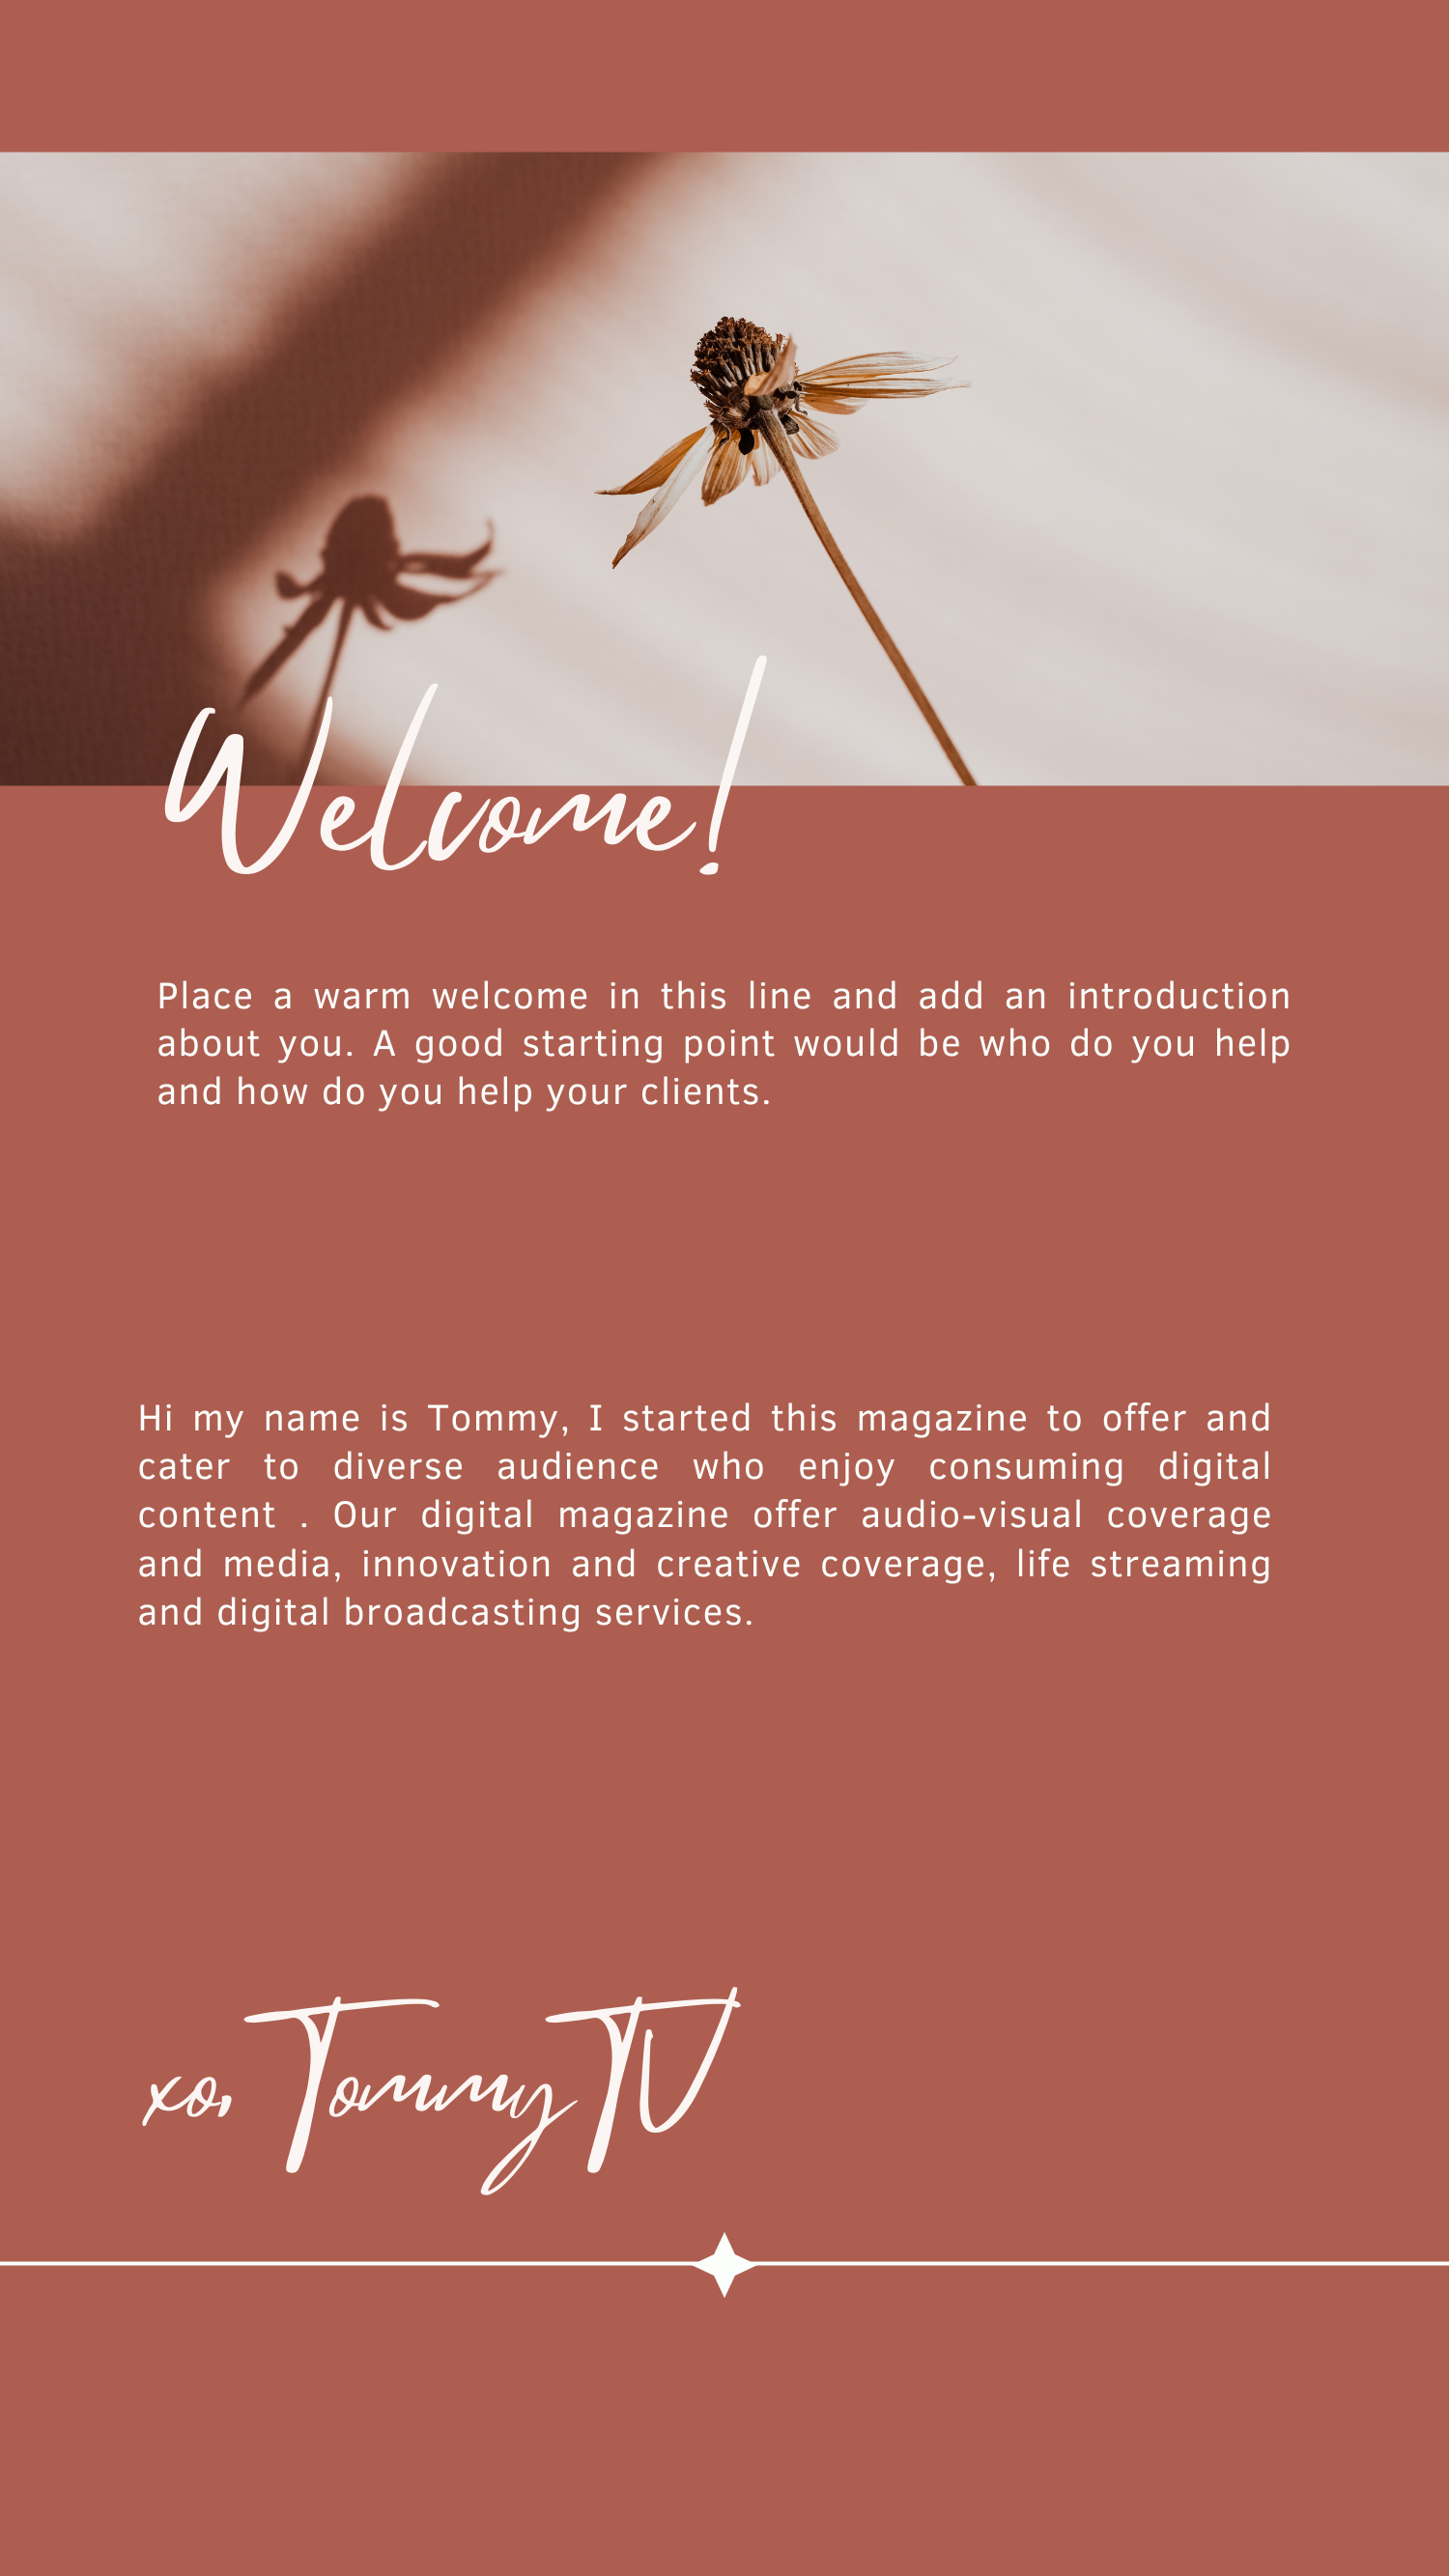 Welcome!
Place a warm welcome in this line and add an introduction
about you. A good starting point would be who do you help
and how do you help your clients.
Hi my name is Tommy, I started this magazine to offer and
cater to diverse audience who enjoy consuming digital
content . Our digital magazine offer audio-visual coverage
and media, innovation and creative coverage, life streaming
and digital broadcasting services.
xo, Tommy TV